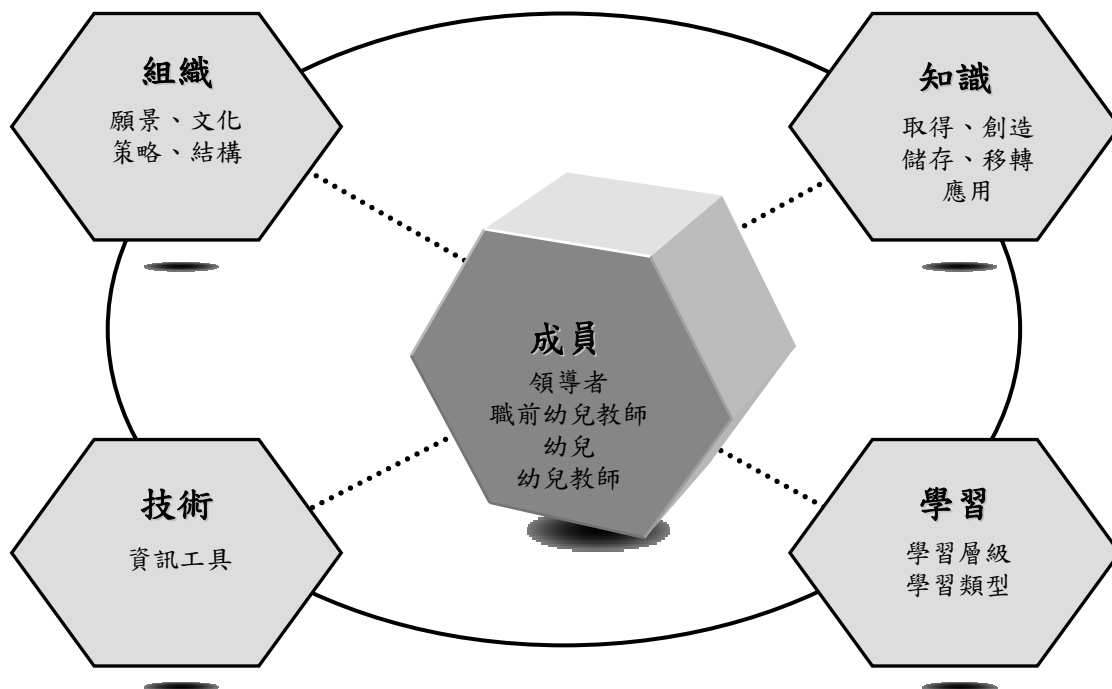 組織
願景、文化
策略、結構
知識
取得、創造
儲存、移轉
應用
成員
領導者
職前幼兒教師
幼兒
幼兒教師
技術
資訊工具
學習
學習層級
學習類型